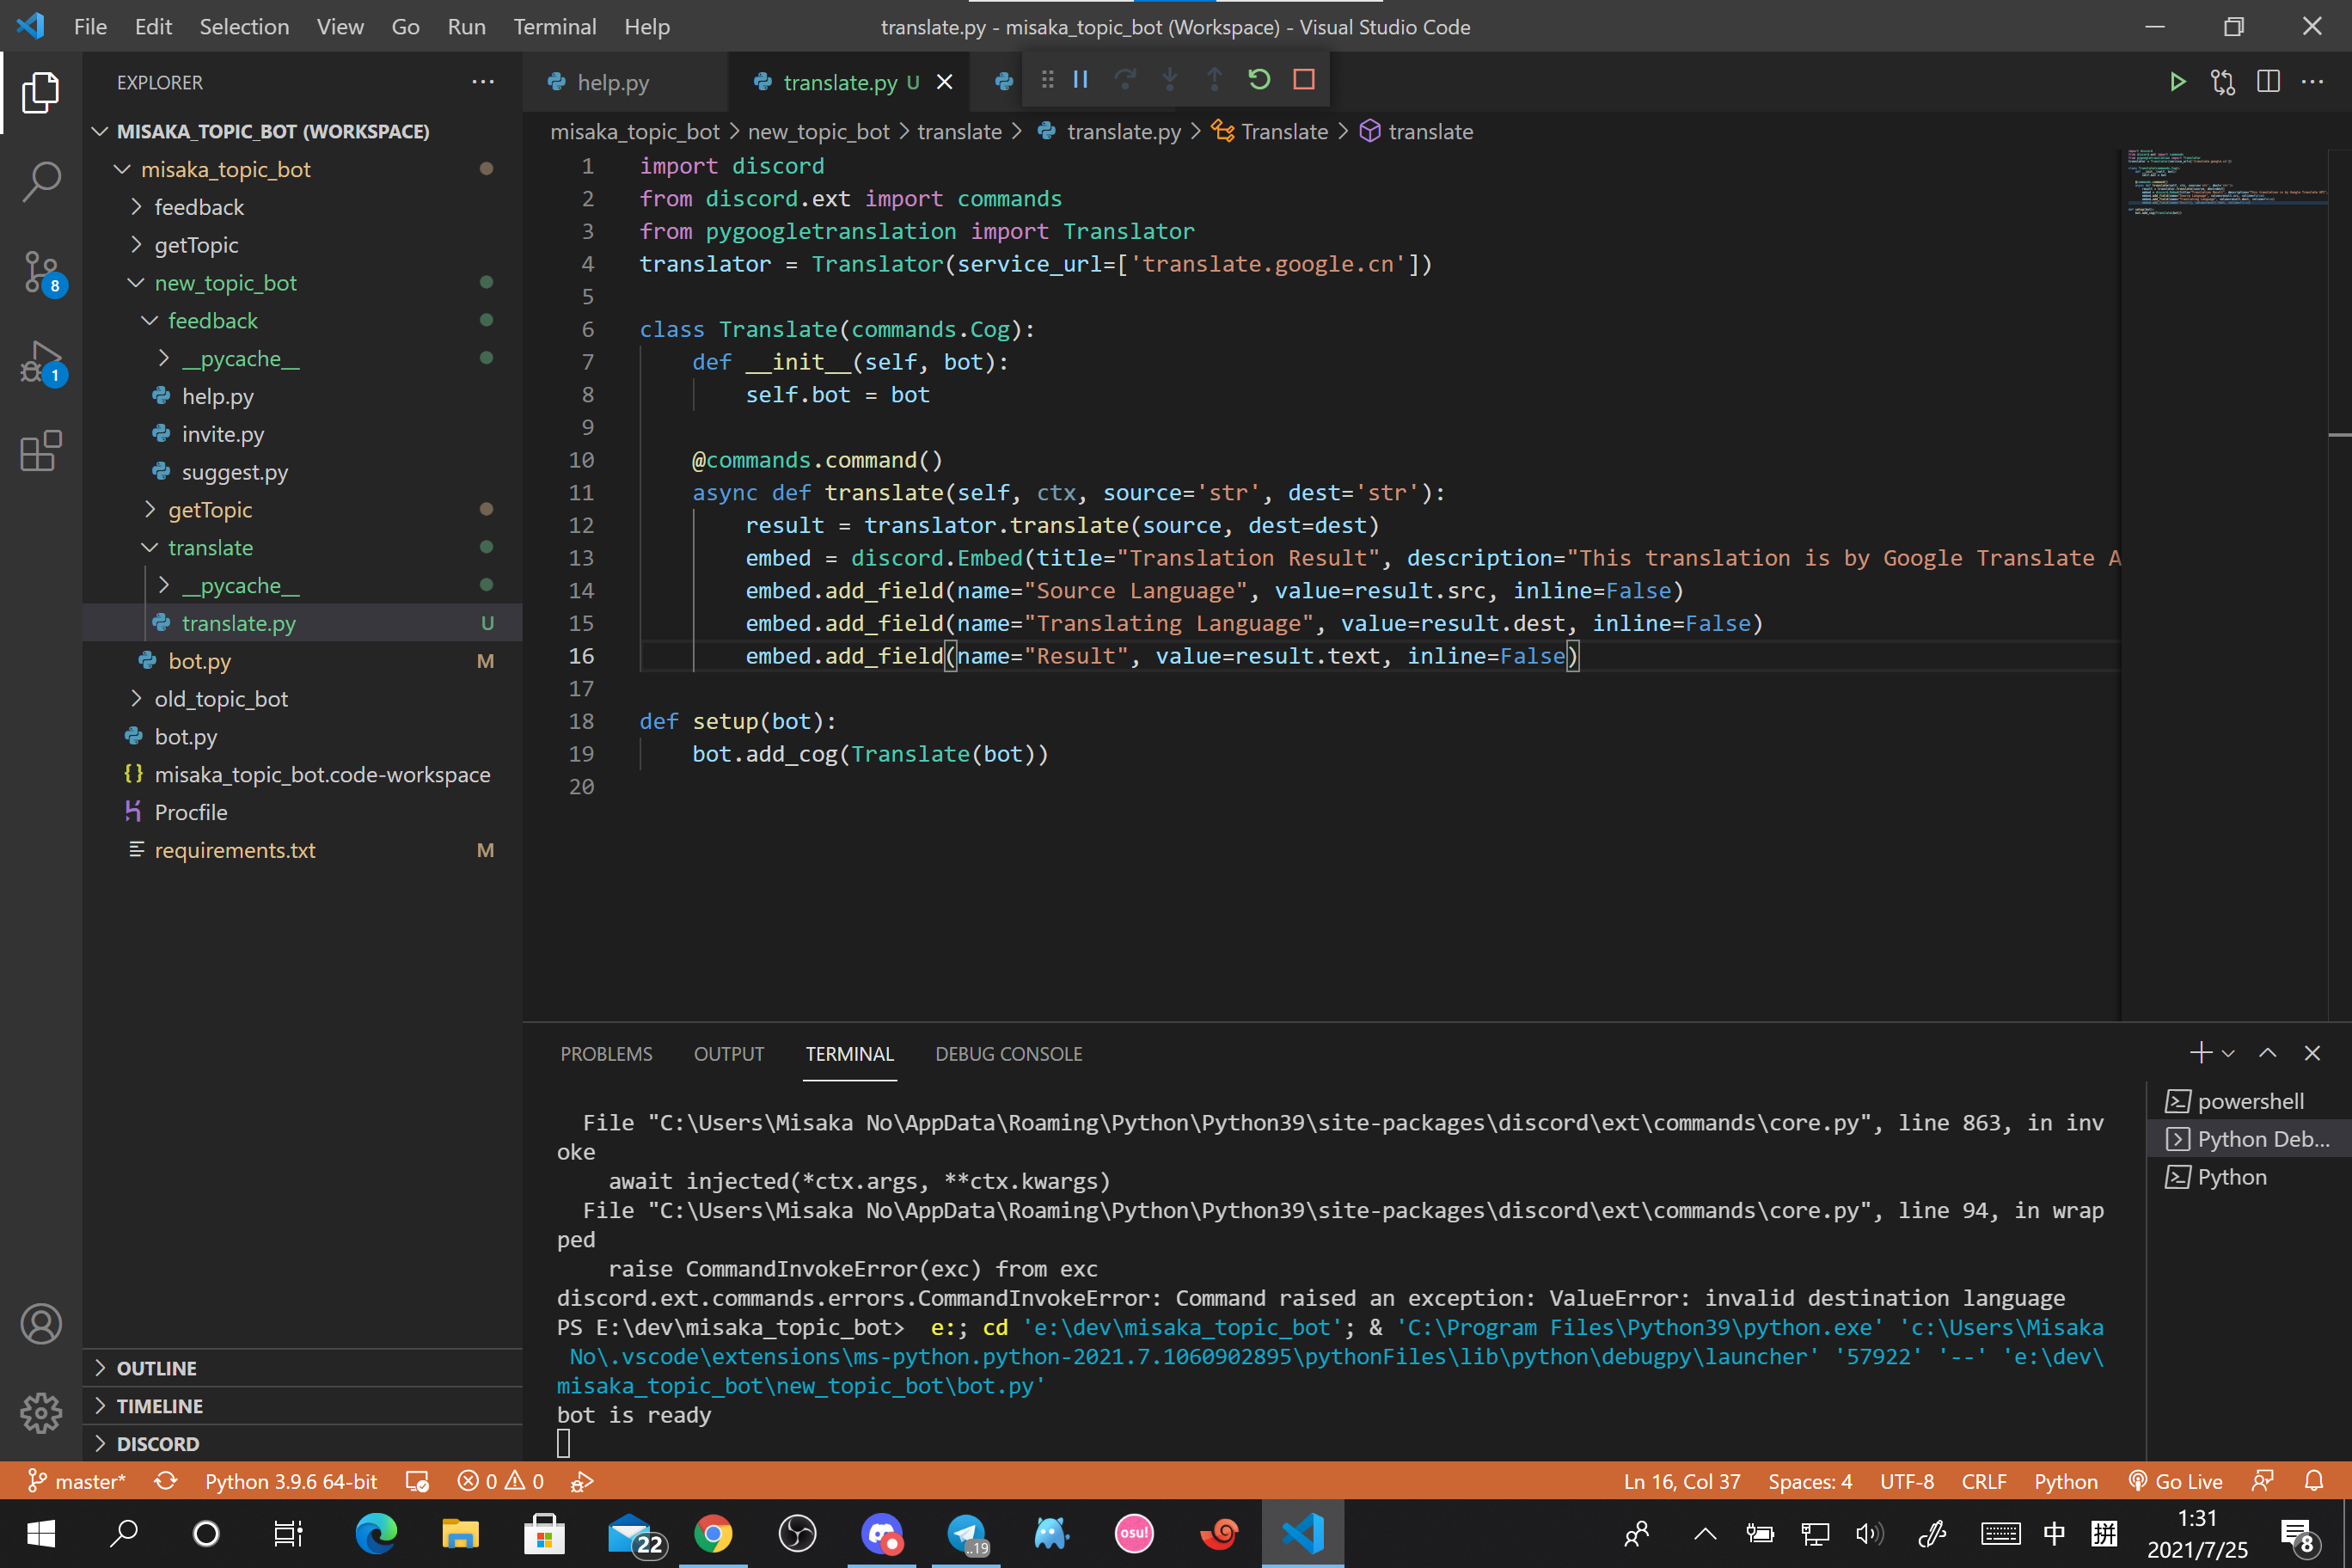 File Edit Selection View Go Run Terminal Help
translate.py - misaka_topic_bot (Workspace) - Visual Studio Code
EXPLORER
MISAKA_TOPIC_BOT (WORKSPACE)
misaka_topic_bot
feedback
getTopic
new_topic_bot
feedback
__pycache__
help.py
invite.py
suggest.py
getTopic
translate
__pycache__
translate.py U
bot.py M
old_topic_bot
bot.py
misaka_topic_bot.code-workspace
Procfile
requirements.txt M
OUTLINE
TIMELINE
DISCORD
8
1
help.py
translate.py U
misaka_topic_bot > new_topic_bot > translate > translate.py > Translate > translate
1 import discord
2 from discord.ext import commands
3 from pygoogletranslation import Translator
4 translator = Translator(service_url=['translate.google.cn'])
5
6 class Translate(commands.Cog):
7 def __init__(self, bot):
8 self.bot = bot
9
10 @commands.command()
11 async def translate(self, ctx, source='str', dest='str'):
12 result = translator.translate(source, dest=dest)
13 embed = discord.Embed(title="Translation Result", description="This translation is by Google Translate A
14 embed.add_field(name="Source Language", value=result.src, inline=False)
15 embed.add_field(name="Translating Language", value=result.dest, inline=False)
16 embed.add_field(name="Result", value=result.text, inline=False)
17
18 def setup(bot):
19 bot.add_cog(Translate(bot))
20
PROBLEMS OUTPUT TERMINAL DEBUG CONSOLE
File "C:\Users\Misaka No\AppData\Roaming\Python\Python39\site-packages\discord\ext\commands\core.py", line 863, in inv
oke
await injected(*ctx.args, **ctx.kwargs)
File "C:\Users\Misaka No\AppData\Roaming\Python\Python39\site-packages\discord\ext\commands\core.py", line 94, in wrap
ped
raise CommandInvokeError(exc) from exc
discord.ext.commands.errors.CommandInvokeError: Command raised an exception: ValueError: invalid destination language
PS E:\dev\misaka_topic_bot> e:; cd 'e:\dev\misaka_topic_bot'; & 'C:\Program Files\Python39\python.exe' 'c:\Users\Misaka
No\.vscode\extensions\ms-python.python-2021.7.1060902895\pythonFiles\lib\python\debugpy\launcher' '57922' '--' 'e:\dev\
misaka_topic_bot\new_topic_bot\bot.py'
bot is ready
powershell
Python Deb...
Python
master* Python 3.9.6 64-bit 0 0 Ln 16, Col 37 Spaces: 4 UTF-8 CRLF Python Go Live
22
..19
osu!
中
拼
1:31
2021/7/25
8